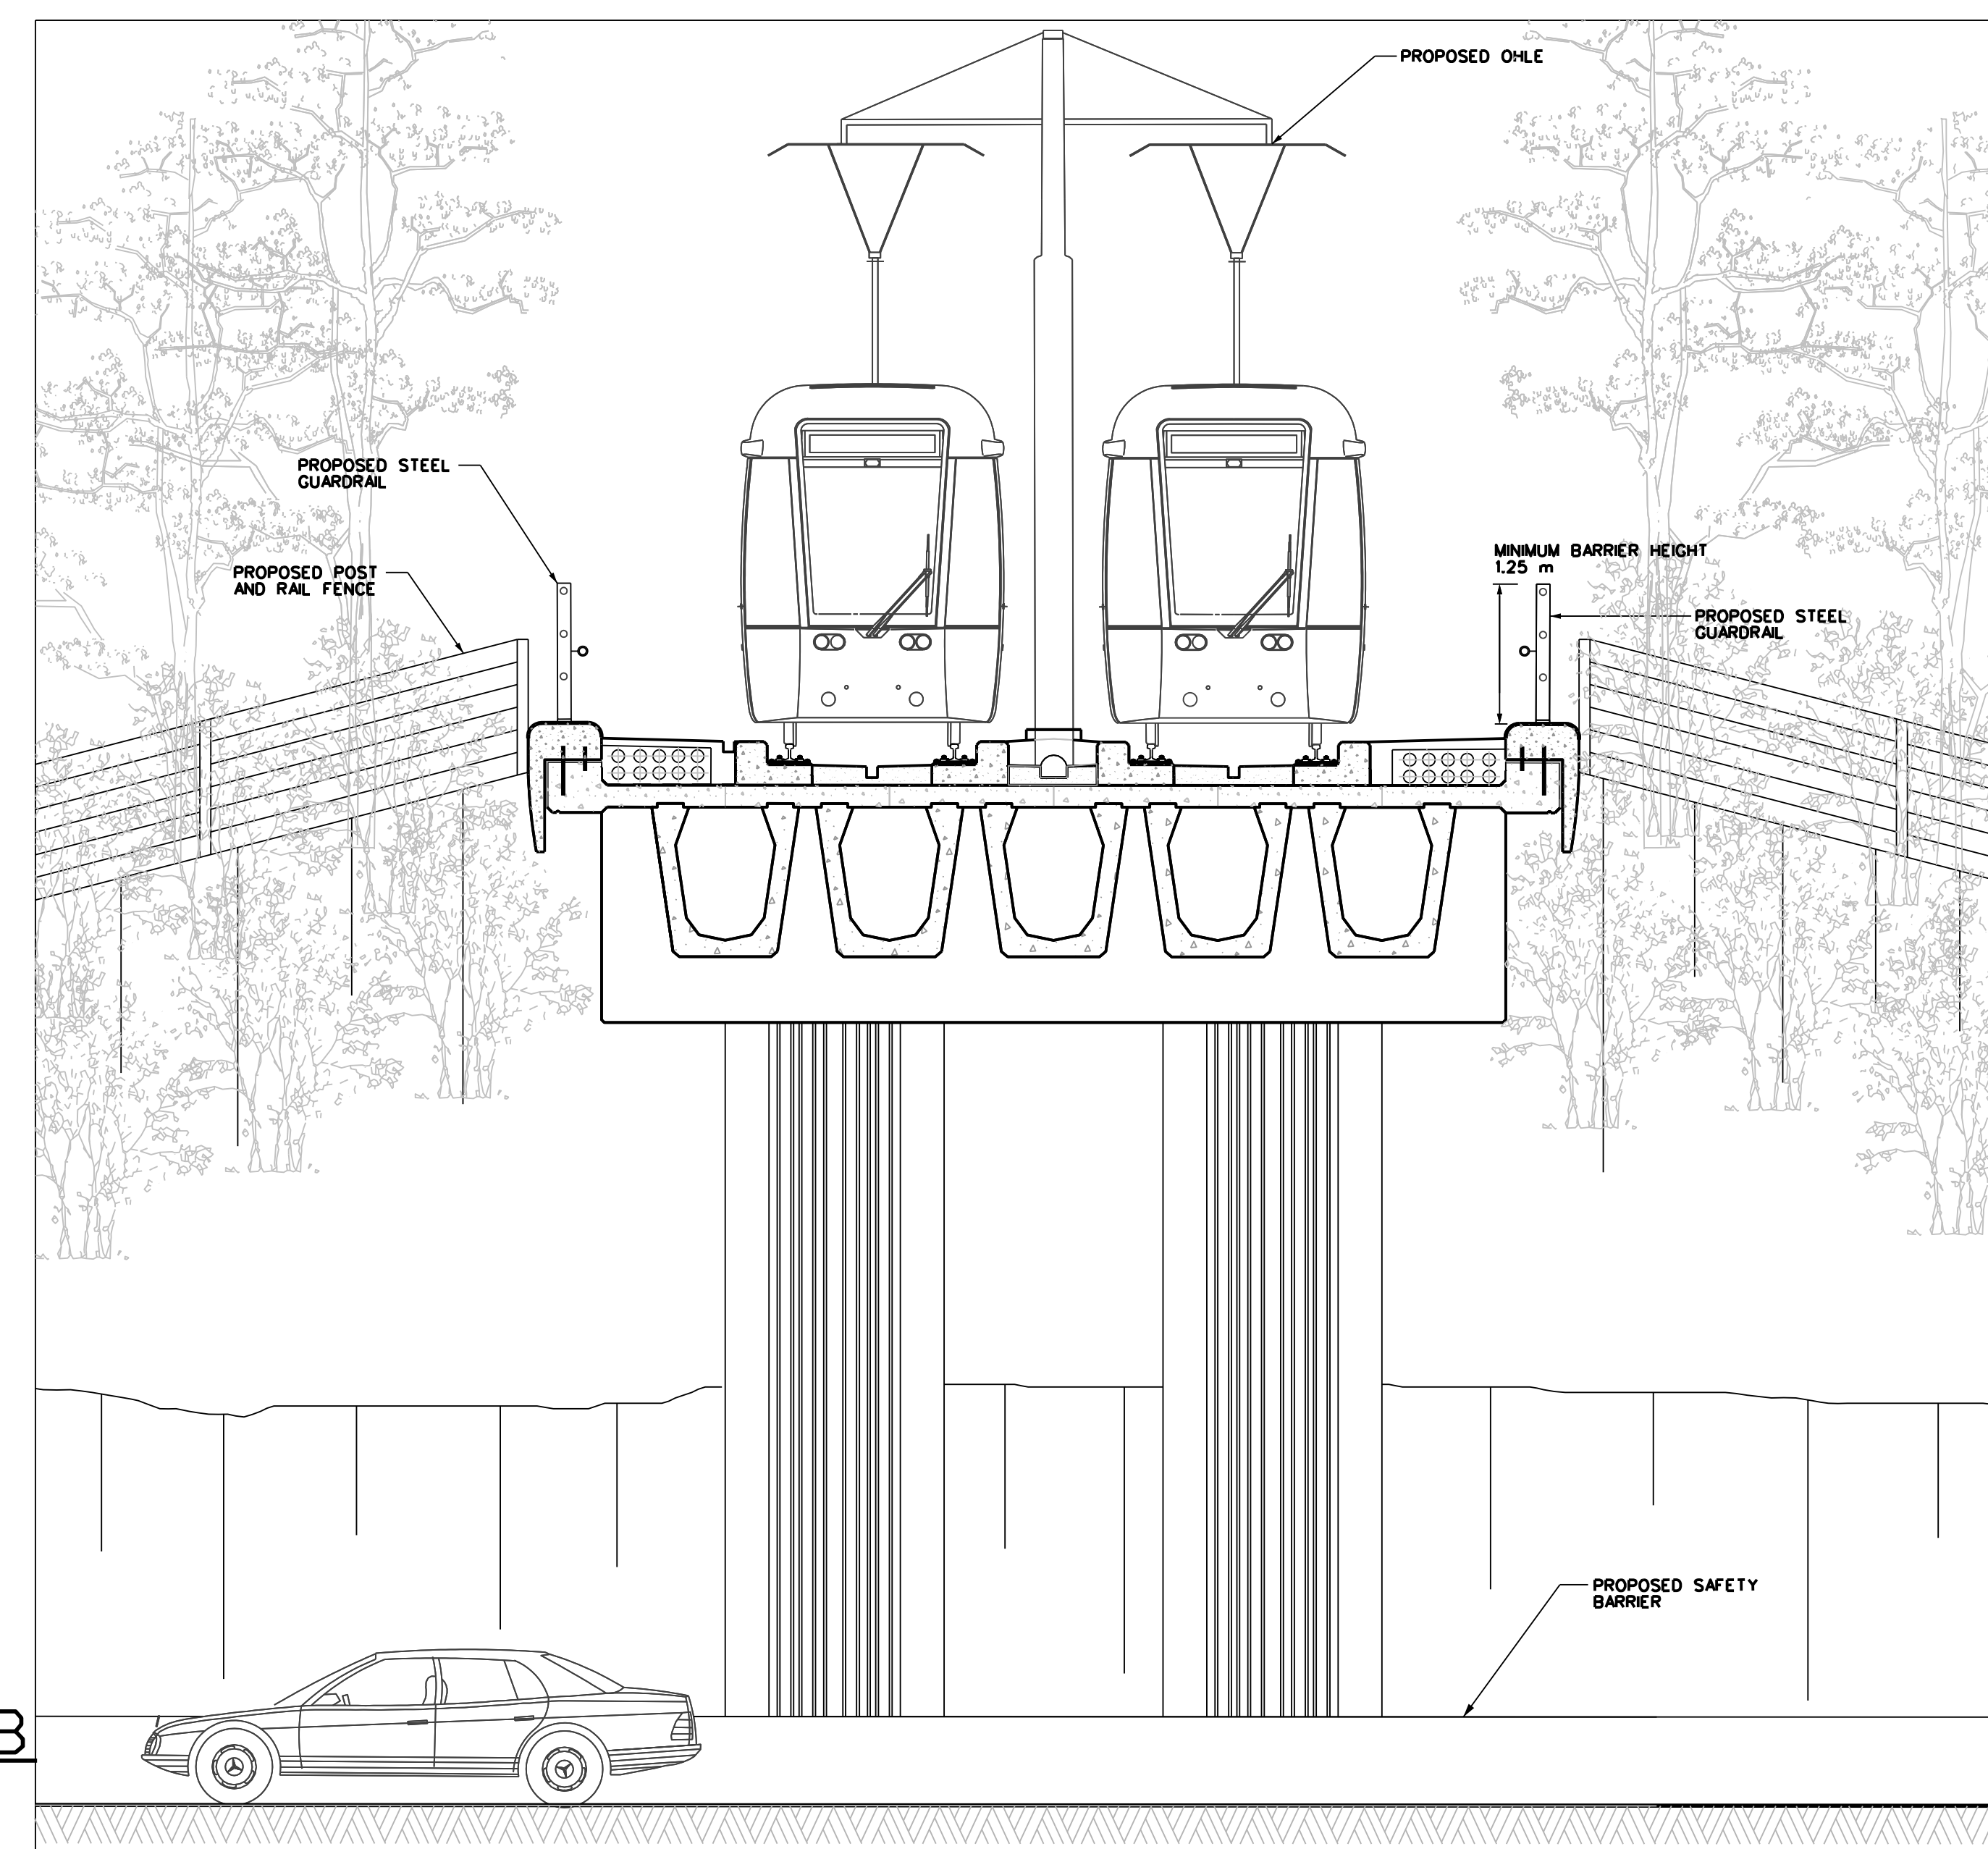 PROPOSED OHLE
PROPOSED STEEL
GUARDRAIL
MINIMUM BARRIER HEIGHT
1.25 m
PROPOSED POST
AND RAIL FENCE
PROPOSED STEEL
GUARDRAIL
PROPOSED SAFETY
BARRIER